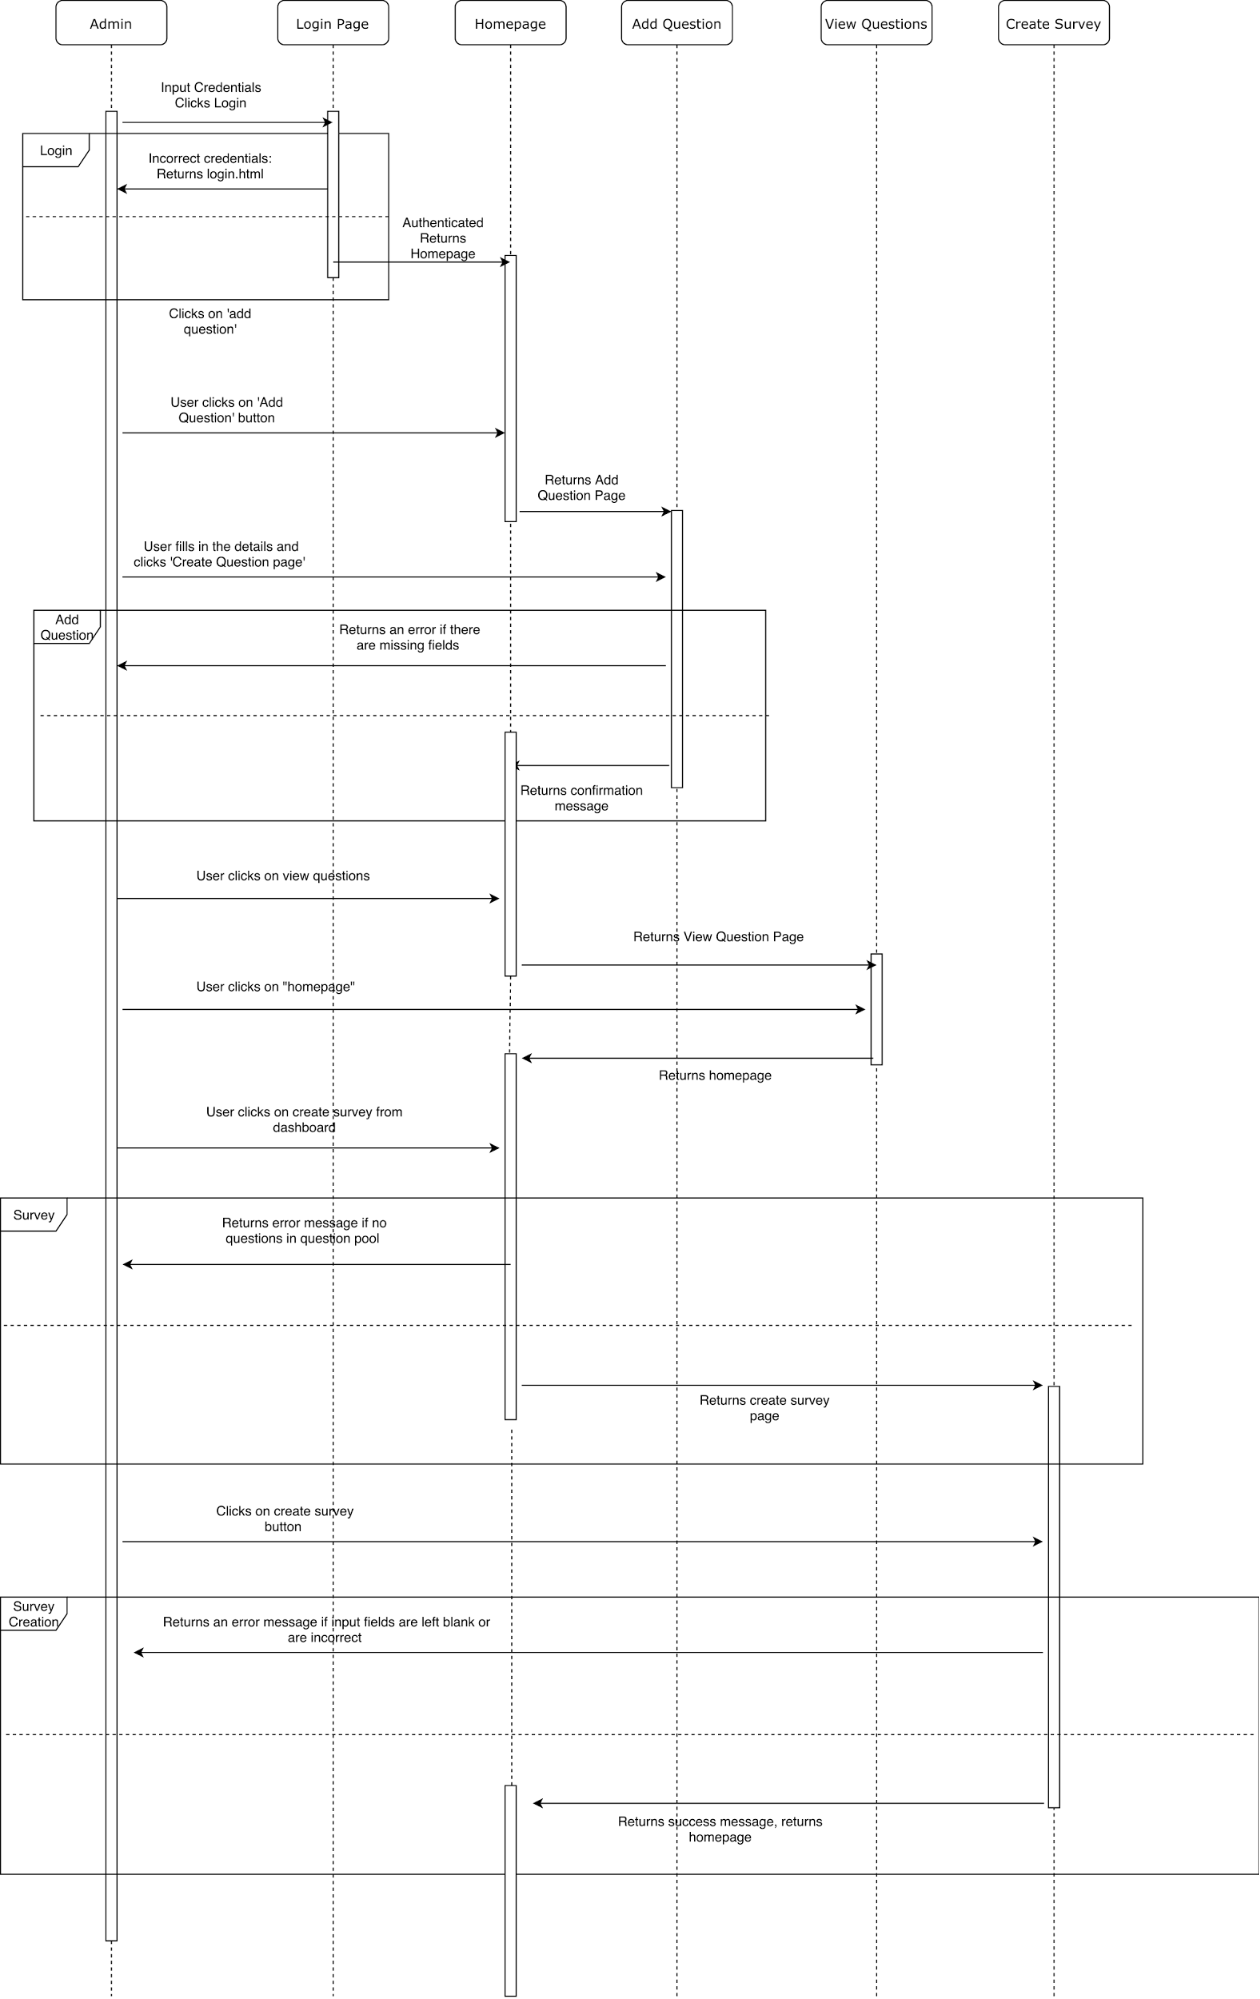 Admin
Login Page
Homepage
Add Question
View Questions
Create Survey
Input Credentials
Clicks Login
Login
Incorrect credentials:
Returns login.html
Authenticated
Returns
Homepage
Clicks on 'add
question'
User clicks on 'Add
Question' button
Returns Add
Question Page
User fills in the details and
clicks 'Create Question page'
Add
Question
Returns an error if there
are missing fields
Returns confirmation
message
User clicks on view questions
Returns View Question Page
User clicks on "homepage"
Returns homepage
User clicks on create survey from
dashboard
Survey
Returns error message if no
questions in question pool
Returns create survey
page
Clicks on create survey
button
Survey
Creation
Returns an error message if input fields are left blank or
are incorrect
Returns success message, returns
homepage